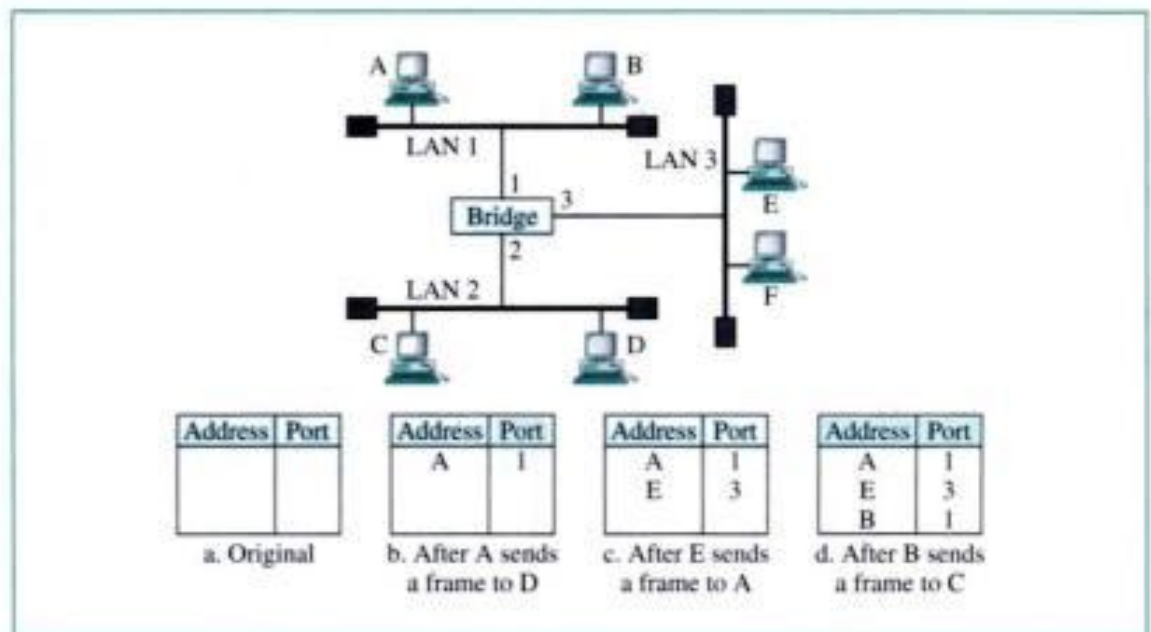 A
B
LAN 1
LAN 3
1
3
E
Bridge
2
F
LAN 2
C
D
Address Port
a. Original
Address Port
A 1
b. After A sends
a frame to D
Address Port
A 1
E 3
c. After E sends
a frame to A
Address Port
A 1
E 3
B 1
d. After B sends
a frame to C